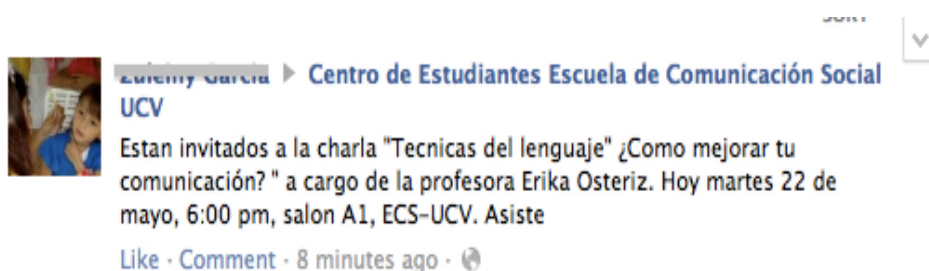 ▸ Centro de Estudiantes Escuela de Comunicación Social
UCV
Estan invitados a la charla "Tecnicas del lenguaje" ¿Como mejorar tu
comunicación? " a cargo de la profesora Erika Osteriz. Hoy martes 22 de
mayo, 6:00 pm, salon A1, ECS-UCV. Asiste
Like · Comment · 8 minutes ago ·